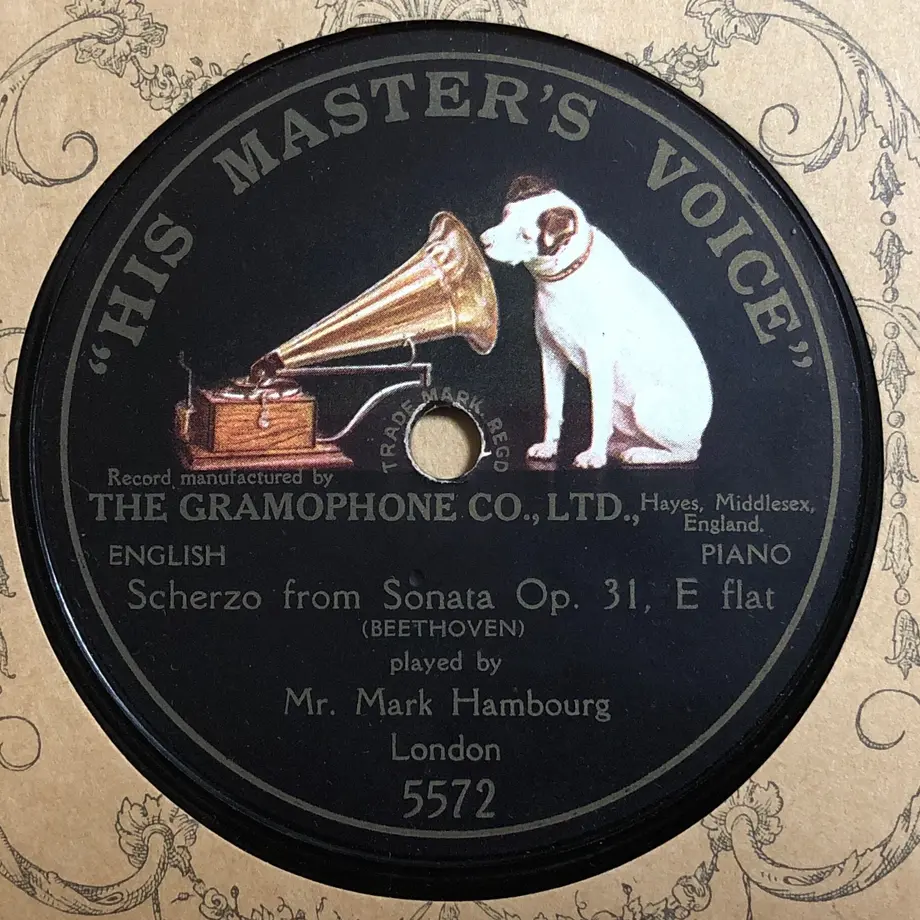 "HIS MASTER'S VOICE"
TRADE MARK. REGD
Record manufactured by
THE GRAMOPHONE CO., LTD., Hayes, Middlesex,
England.
ENGLISH PIANO
Scherzo from Sonata Op. 31, E flat
(BEETHOVEN)
played by
Mr. Mark Hambourg
London
5572